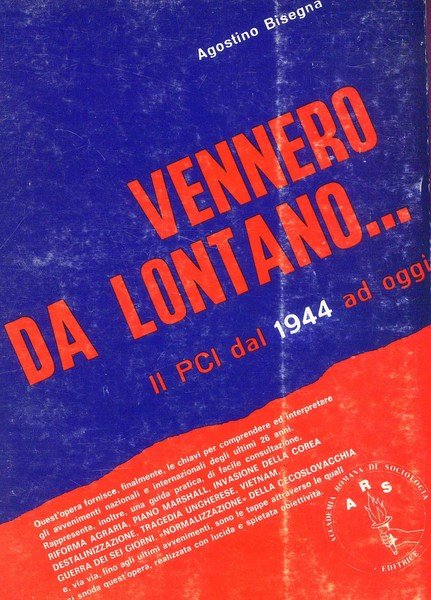 Agostino Bisegna
VENNERO
DA LONTANO...
Il PCI dal 1944 ad oggi
Quest'opera fornisce, finalmente, le chiavi per comprendere ed interpretare
gli avvenimenti nazionali e internazionali degli ultimi 26 anni.
Rappresente, inoltre, una guida pratica, di facile consultazione.
RIFORMA AGRARIA, PIANO MARSHALL, INVASIONE DELLA COREA
DESTALINIZZAZIONE, TRAGEDIA UNGHERESE, VIETNAM
GUERRA DEI SEI GIORNI, «NORMALIZZAZIONE» DELLA CECOSLOVACCHIA
e, via via, fino agli ultimi avvenimenti, sono le tappe attraverso le quali
si snoda quest'opera, realizzata con lucida e spietata obiettività.
ACCADEMIA ROMANA DI SOCIOLOGIA
ARS
EDITRICE